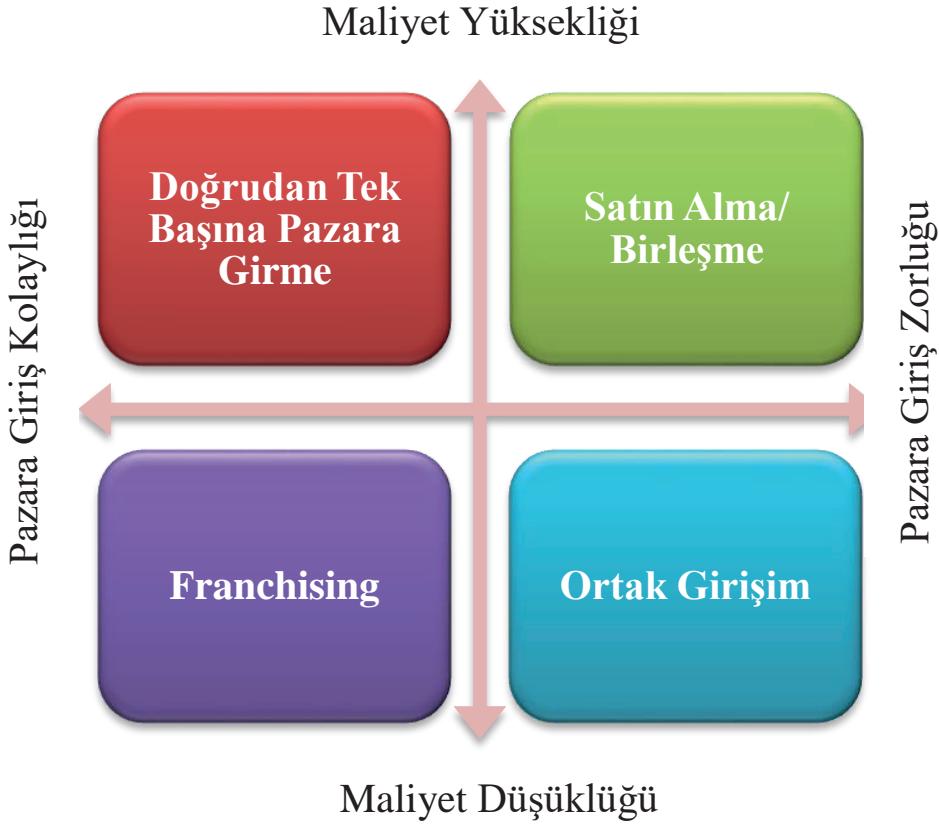 Maliyet Yüksekliği
Pazara Giriş Kolaylığı
Doğrudan Tek
Başına Pazara
Girme
Satın Alma/
Birleşme
Pazara Giriş Zorluğu
Franchising
Ortak Girişim
Maliyet Düşüklüğü